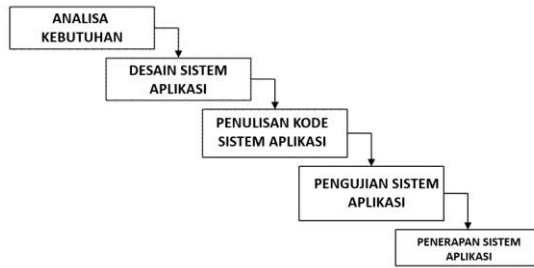 ANALISA
KEBUTUHAN
DESAIN SISTEM
APLIKASI
PENULISAN KODE
SISTEM APLIKASI
PENGUJIAN SISTEM
APLIKASI
PENERAPAN SISTEM
APLIKASI